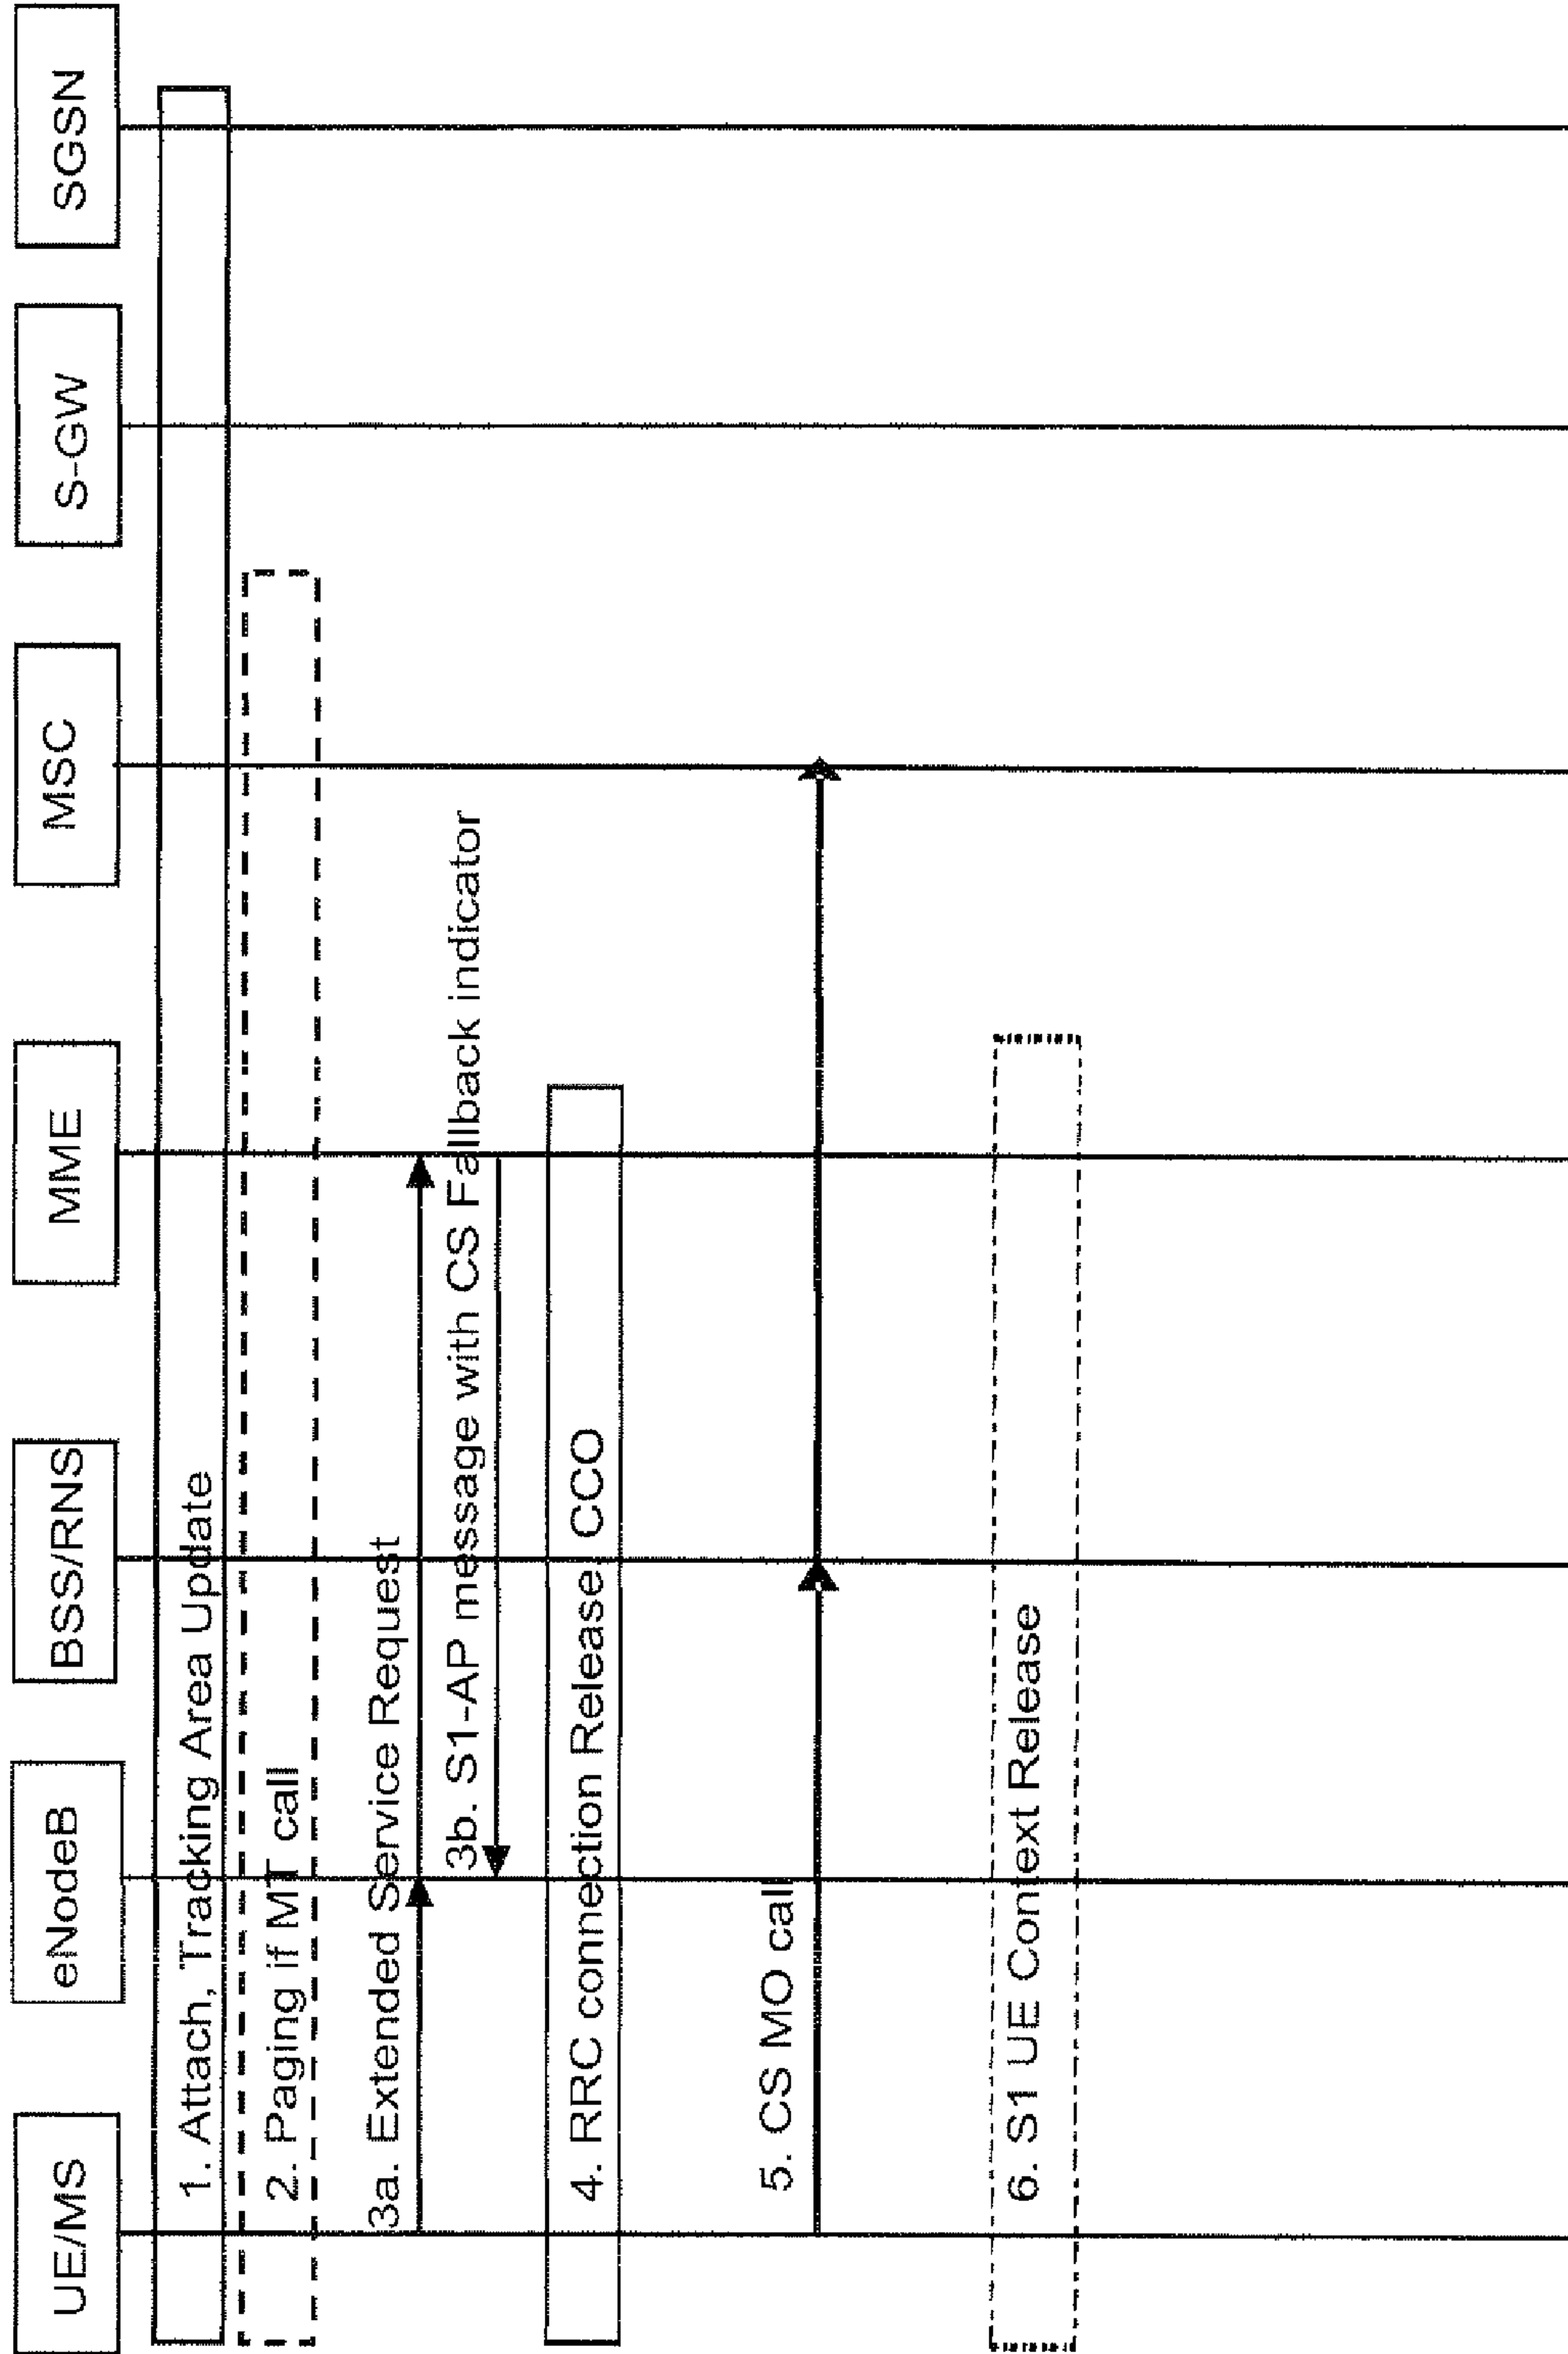 UE/MS
eNodeB
BSS/RNS
MME
MSC
S-GW
SGSN
1. Attach, Tracking Area Update
2. Paging if MT call
3a. Extended Service Request
3b. S1-AP message with CS Fallback indicator
4. RRC connection Release CCO
5. CS MO call
6. S1 UE Context Release